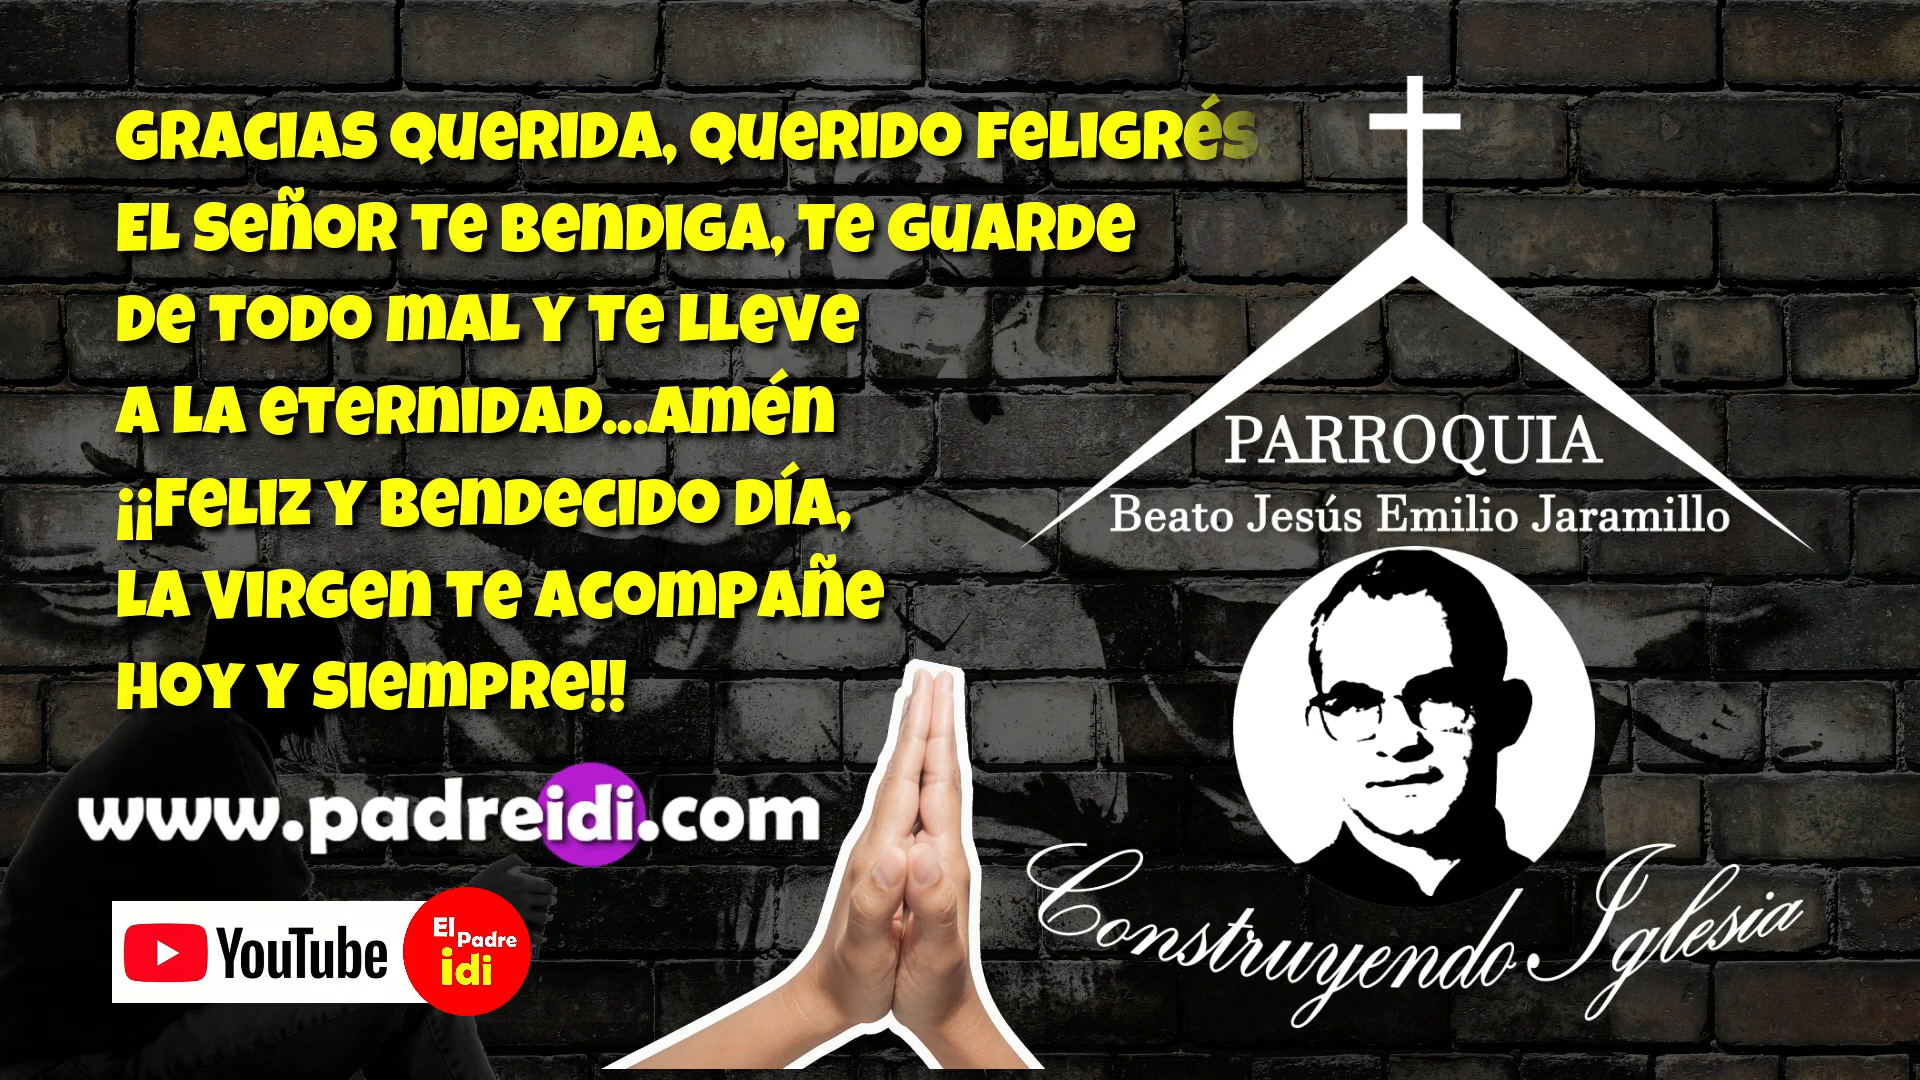 Gracias querida, querido feligrés.
El Señor te bendiga, te guarde
de todo mal y te lleve
a la eternidad...Amén
¡¡Feliz y bendecido día,
la Virgen te acompañe
hoy y siempre!!
www.padreidi.com
YouTube
El Padre
idi
PARROQUIA
Beato Jesús Emilio Jaramillo
Construyendo Iglesia